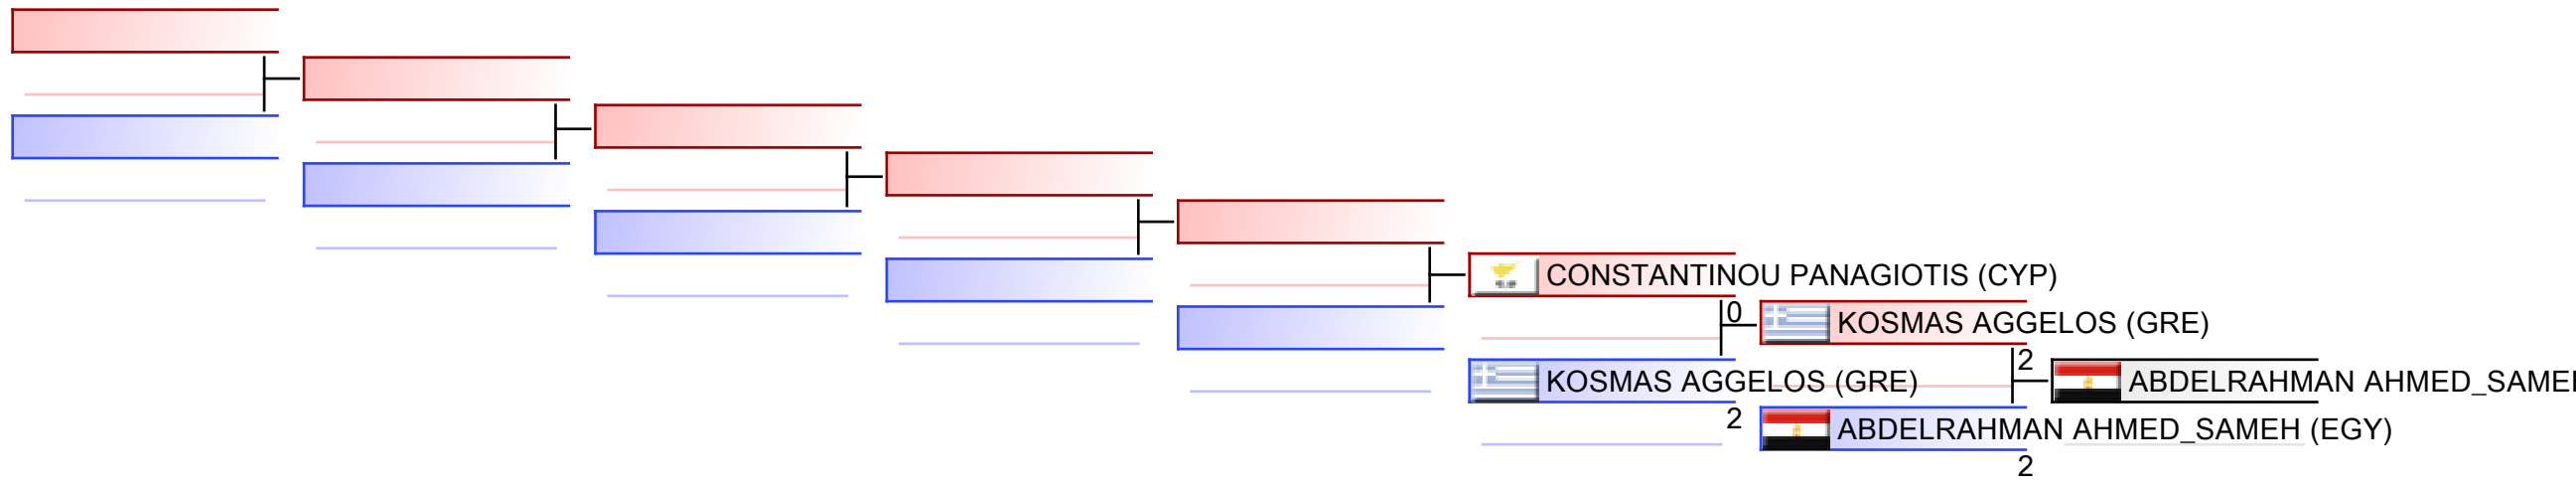 CONSTANTINOU PANAGIOTIS (CYP)
0
KOSMAS AGGELOS (GRE)
2
KOSMAS AGGELOS (GRE)
2
ABDELRAHMAN AHMED_SAMEH (EGY)
2
ABDELRAHMAN AHMED_SAME